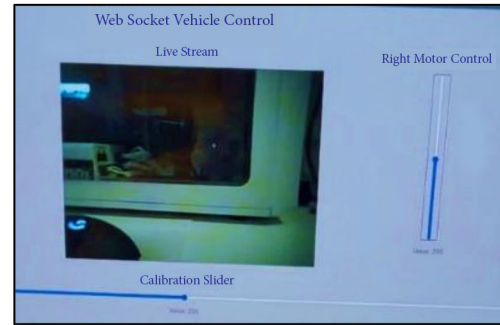 Web Socket Vehicle Control
Live Stream
Right Motor Control
Calibration Slider